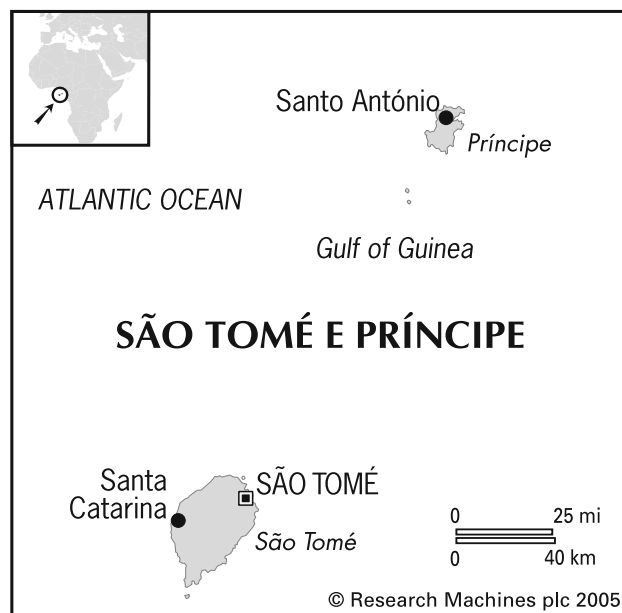 Santo António
Príncipe
ATLANTIC OCEAN
Gulf of Guinea
SÃO TOMÉ E PRÍNCIPE
Santa
Catarina
SÃO TOMÉ
São Tomé
0 25 mi
0 40 km
© Research Machines plc 2005